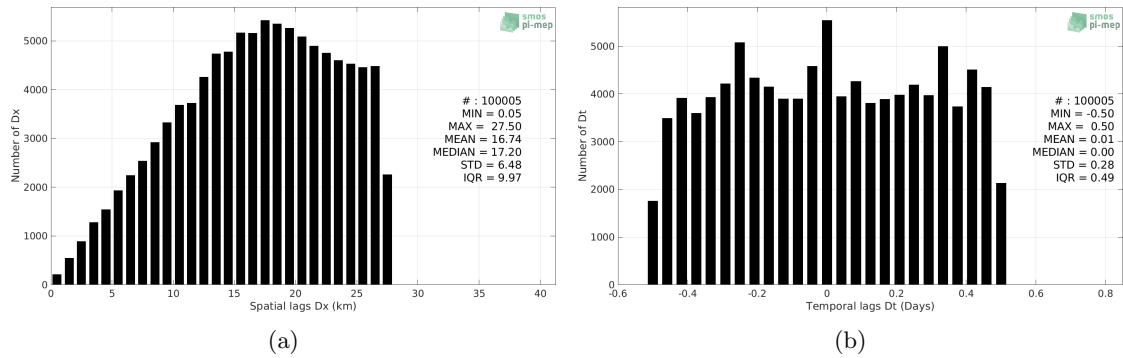 smos
pi-mep
5000
4000
3000
2000
1000
0
Number of Dx
# : 100005
MIN = 0.05
MAX =  27.50
MEAN = 16.74
MEDIAN = 17.20
STD = 6.48
IQR = 9.97
0 5 10 15 20 25 30 35 40
Spatial lags Dx (km)
(a)
smos
pi-mep
5000
4000
3000
2000
1000
0
Number of Dt
# : 100005
MIN = -0.50
MAX =  0.50
MEAN = 0.01
MEDIAN = 0.00
STD = 0.28
IQR = 0.49
-0.6 -0.4 -0.2 0 0.2 0.4 0.6 0.8
Temporal lags Dt (Days)
(b)